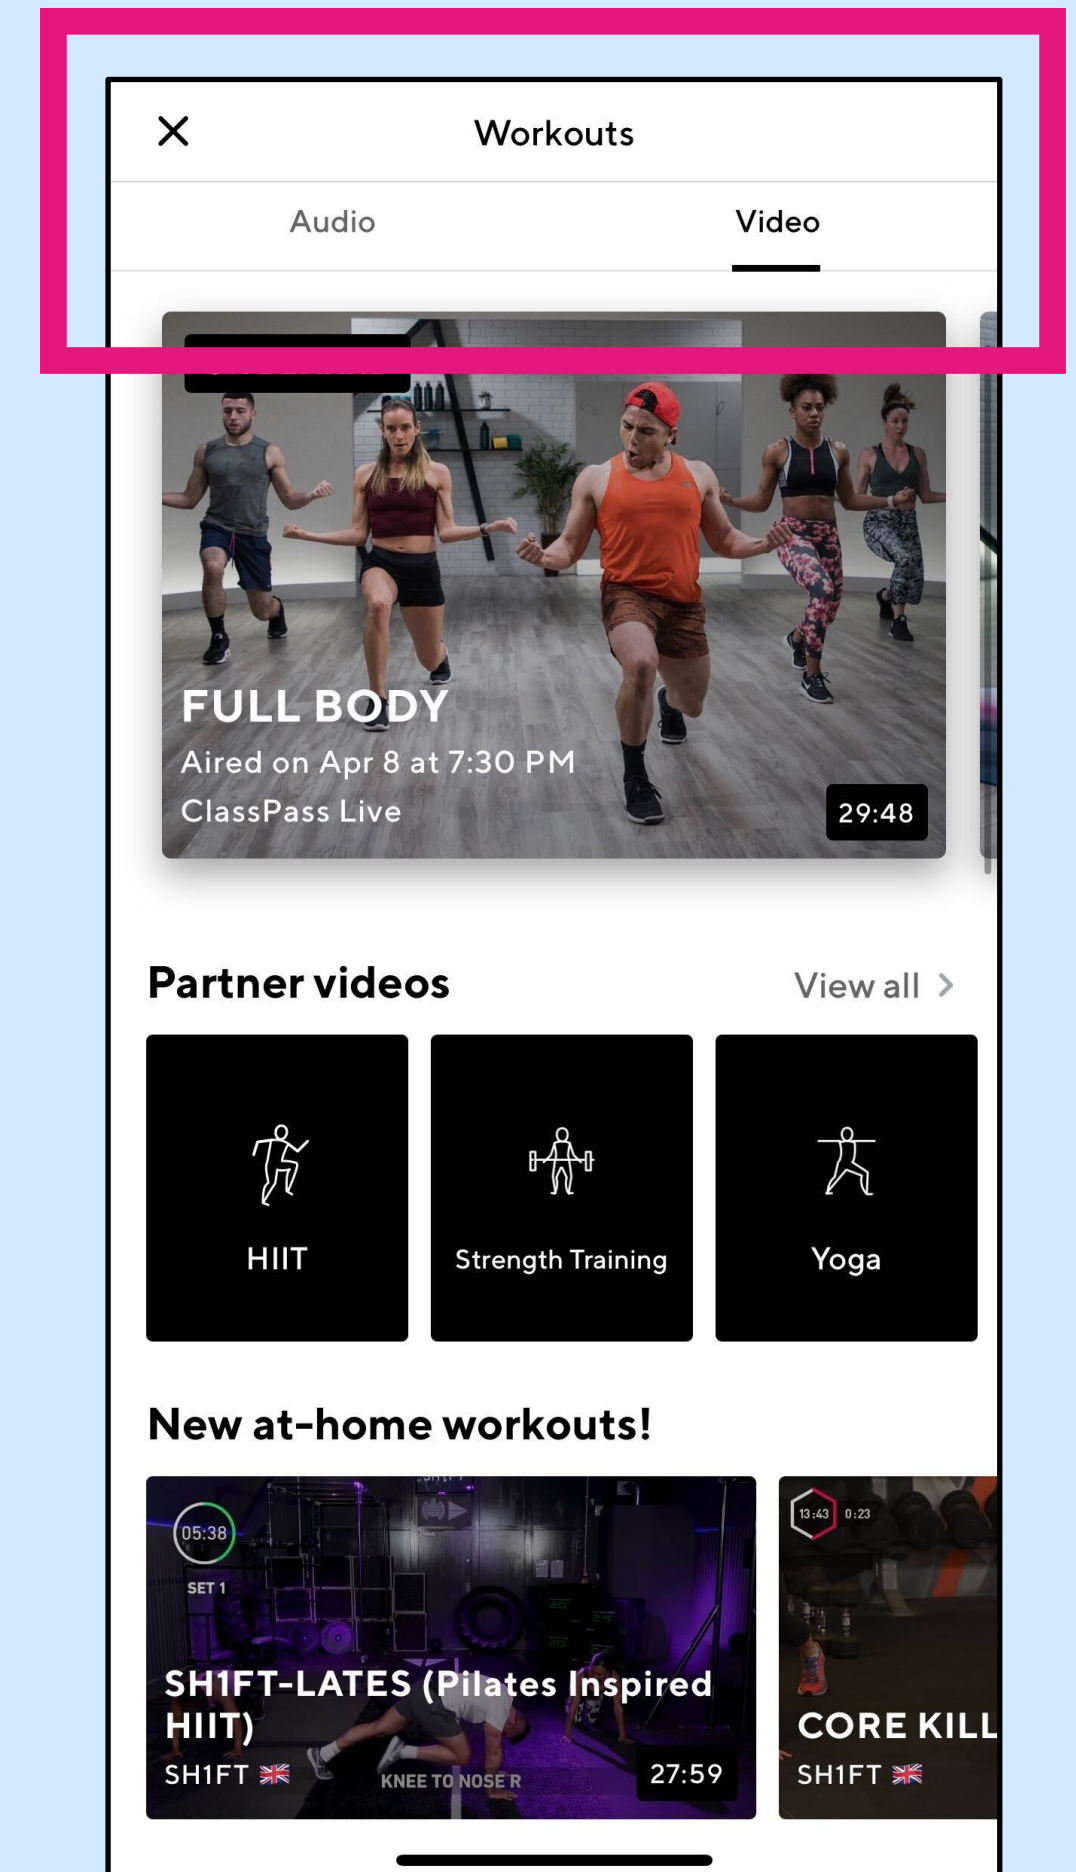 Workouts
Audio
Video
FULL BODY
Aired on Apr 8 at 7:30 PM
ClassPass Live
29:48
Partner videos
View all
HIIT
Strength Training
Yoga
New at-home workouts!
05:38
SET 1
SH1FT-LATES (Pilates Inspired
HIIT)
SH1FT 🇬🇧
KNEE TO NOSE R
27:59
13:43
0:23
CORE KILL
SH1FT 🇬🇧